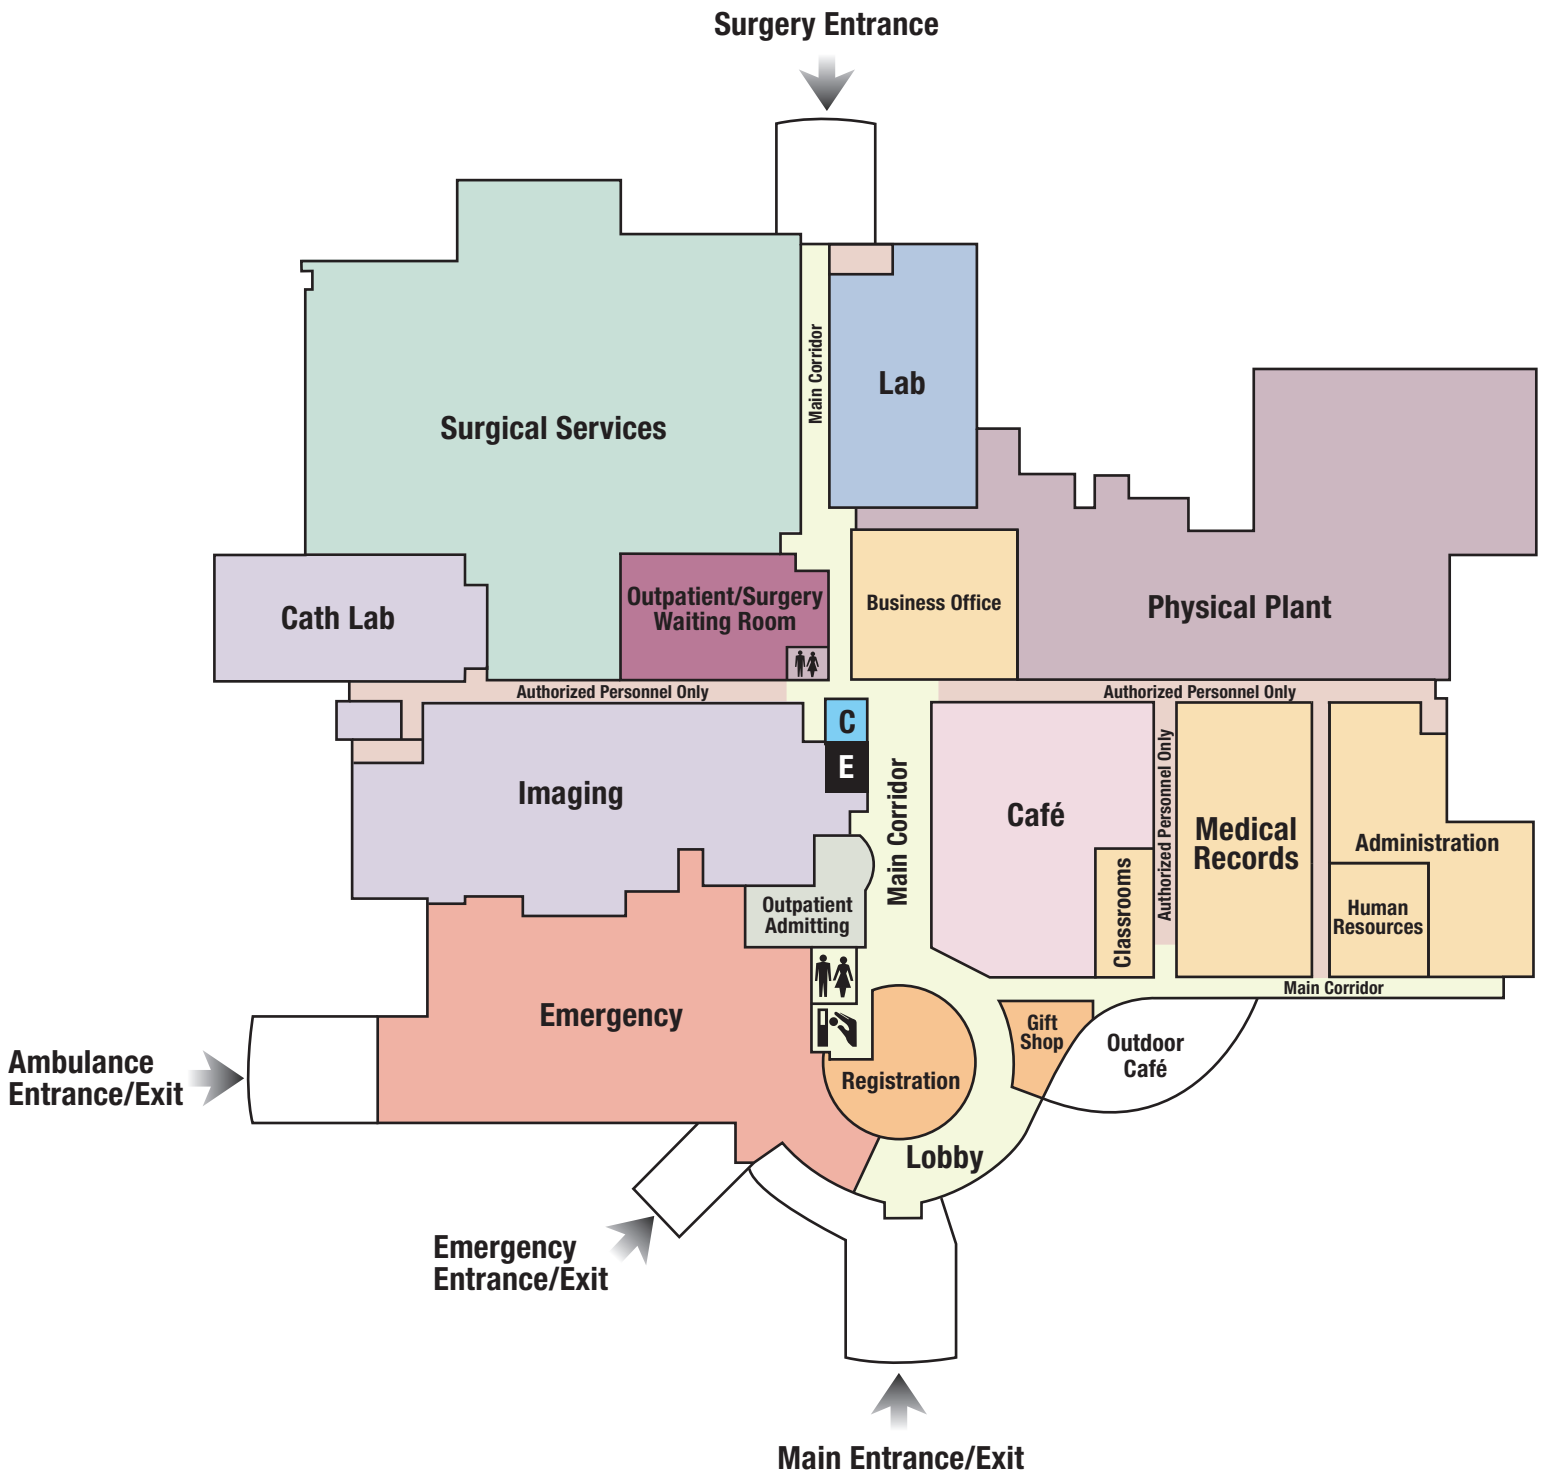 Surgery Entrance
Main Corridor
Lab
Surgical Services
Outpatient/Surgery
Waiting Room
Business Office
Physical Plant
Cath Lab
Authorized Personnel Only
Authorized Personnel Only
C
E
Imaging
Main Corridor
Café
Authorized Personnel Only
Medical
Records
Administration
Classrooms
Human
Resources
Outpatient
Admitting
Main Corridor
Emergency
Gift
Shop
Outdoor
Café
Ambulance
Entrance/Exit
Registration
Lobby
Emergency
Entrance/Exit
Main Entrance/Exit